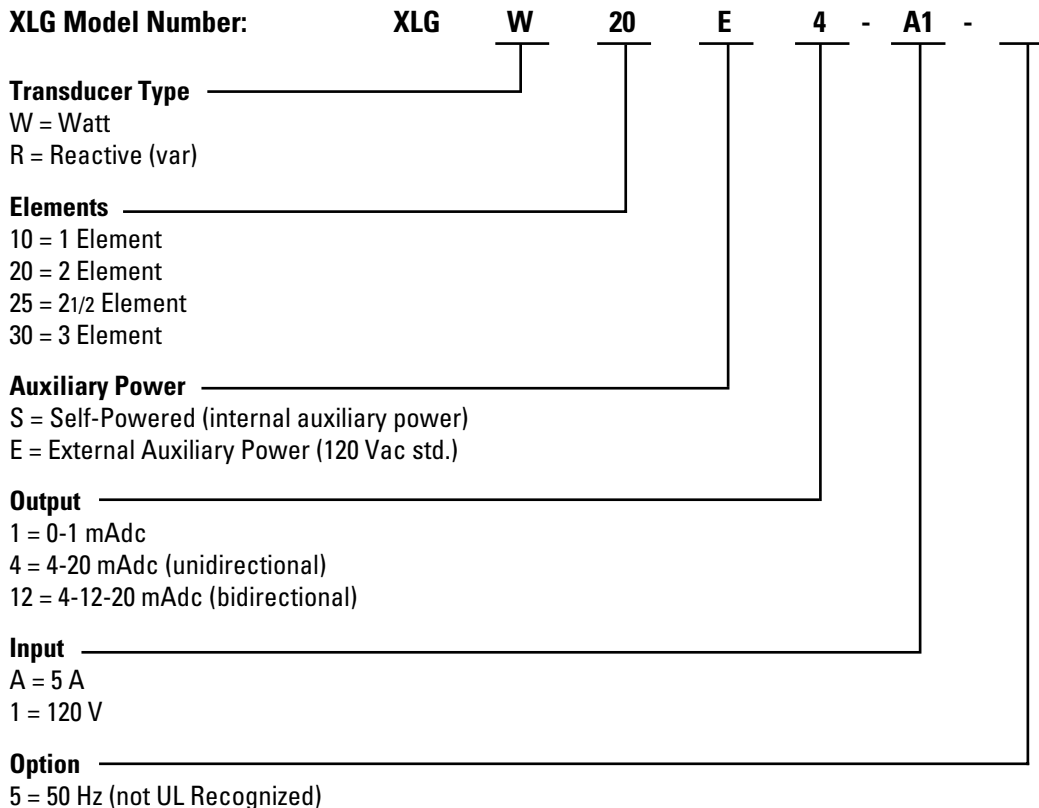 XLG Model Number: XLG W 20 E 4 - A1 -
Transducer Type
W = Watt
R = Reactive (var)
Elements
10 = 1 Element
20 = 2 Element
25 = 21/2 Element
30 = 3 Element
Auxiliary Power
S = Self-Powered (internal auxiliary power)
E = External Auxiliary Power (120 Vac std.)
Output
1 = 0-1 mAdc
4 = 4-20 mAdc (unidirectional)
12 = 4-12-20 mAdc (bidirectional)
Input
A = 5 A
1 = 120 V
Option
5 = 50 Hz (not UL Recognized)